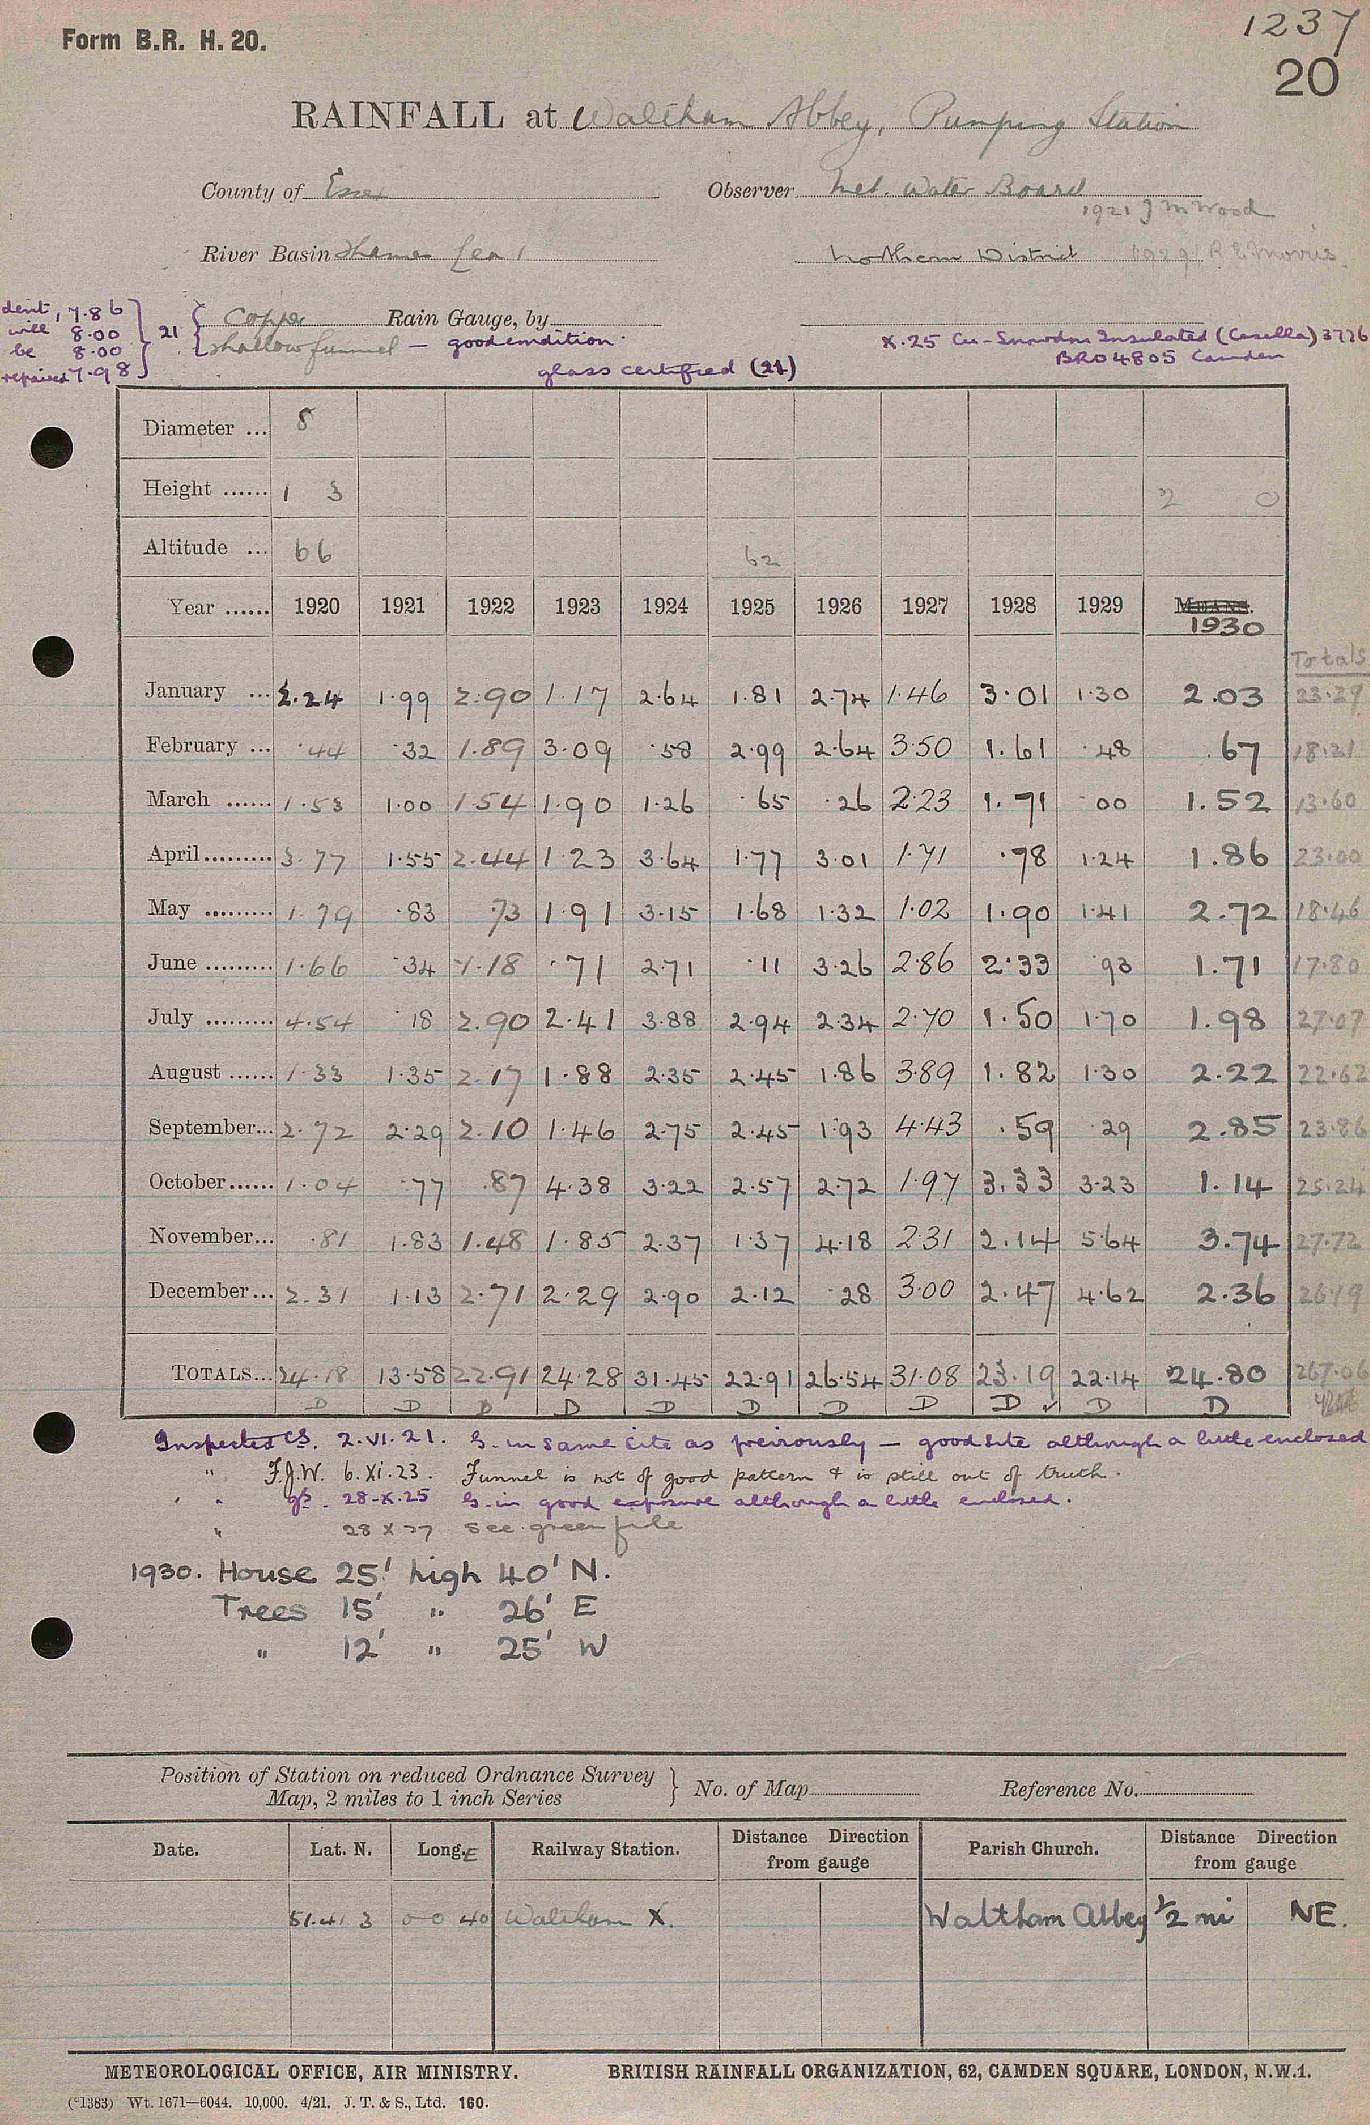 1237
Form B.R. H. 20.
20
RAINFALL at Waltham Abbey, Pumping Station
County of Essex Observer Met. Water Board
1921 J M Wood
River Basin Thames (Lea) Northern District 1929 R E Morris.
dent, 7.86 } 21 { Copper Rain Gauge, by
will 8.00 shallow funnel — good condition.
be 8.00 X.25 Cu-Snowdon Insulated (Casella) 3776
repaired 7.98 glass certified (21) BRO 4805 Camden
Diameter ... 8
Height ...... 1 3 2 0
Altitude ... 66 62
Year ...... 1920 1921 1922 1923 1924 1925 1926 1927 1928 1929 MEANS. 1930
Totals
January ... 2.24 1.99 2.90 1.17 2.64 1.81 2.74 1.46 3.01 1.30 2.03 23.29
February ... .44 .32 1.89 3.09 .58 2.99 2.64 3.50 1.61 .48 .67 18.21
March ...... 1.53 1.00 1.54 1.90 1.26 .65 .26 2.23 1.71 .00 1.52 13.60
April ......... 3.77 1.55 2.44 1.23 3.64 1.77 3.01 1.71 .78 1.24 1.86 23.00
May ......... 1.79 .83 .73 1.91 3.15 1.68 1.32 1.02 1.90 1.41 2.72 18.46
June ......... 1.66 .34 1.18 .71 2.71 .11 3.26 2.86 2.33 .93 1.71 17.80
July ......... 4.54 .18 2.90 2.41 3.88 2.94 2.34 2.70 1.50 1.70 1.98 27.07
August ...... 1.33 1.35 2.17 1.88 2.35 2.45 1.86 3.89 1.82 1.30 2.22 22.62
September... 2.72 2.29 2.10 1.46 2.75 2.45 1.93 4.43 .59 .29 2.85 23.86
October...... 1.04 .77 .87 4.38 3.22 2.57 2.72 1.97 3.33 3.23 1.14 25.24
November... .81 1.83 1.48 1.85 2.37 1.37 4.18 2.31 2.14 5.64 3.74 27.72
December... 2.31 1.13 2.71 2.29 2.90 2.12 .28 3.00 2.47 4.62 2.36 26.19
TOTALS... 24.18 13.58 22.91 24.28 31.45 22.91 26.54 31.08 23.19 22.14 24.80 267.06
D D D D D D D D D ✓ D D
Inspected CS. 2.VI.21. G. in same site as previously — good site although a little enclosed
" F.J.W. 6.XI.23. Funnel is not of good pattern & is still out of truth.
" 28-X.25 G. in good exposure although a little enclosed.
" 28 X 27 see green file
1930. House 25' high 40' N.
Trees 15' " 26' E
" 12' " 25' W
Position of Station on reduced Ordnance Survey } No. of Map Reference No.
Map, 2 miles to 1 inch Series
Date. Lat. N. Long. E Railway Station. Distance Direction from gauge Parish Church. Distance Direction from gauge
51.41.3 0-0 40 Waltham X. Waltham Abbey 1/2 mi NE.
METEOROLOGICAL OFFICE, AIR MINISTRY. BRITISH RAINFALL ORGANIZATION, 62, CAMDEN SQUARE, LONDON, N.W.1.
(*1383) Wt. 1671—6044. 10,000. 4/21. J. T. & S., Ltd. 160.